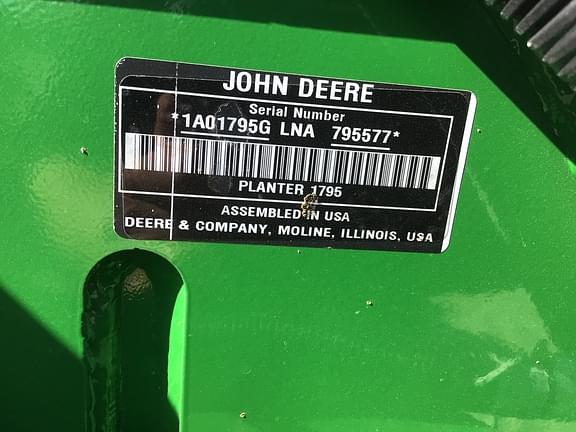 JOHN DEERE
Serial Number
*1A01795G LNA 795577*
PLANTER 1795
ASSEMBLED IN USA
DEERE & COMPANY, MOLINE, ILLINOIS, USA